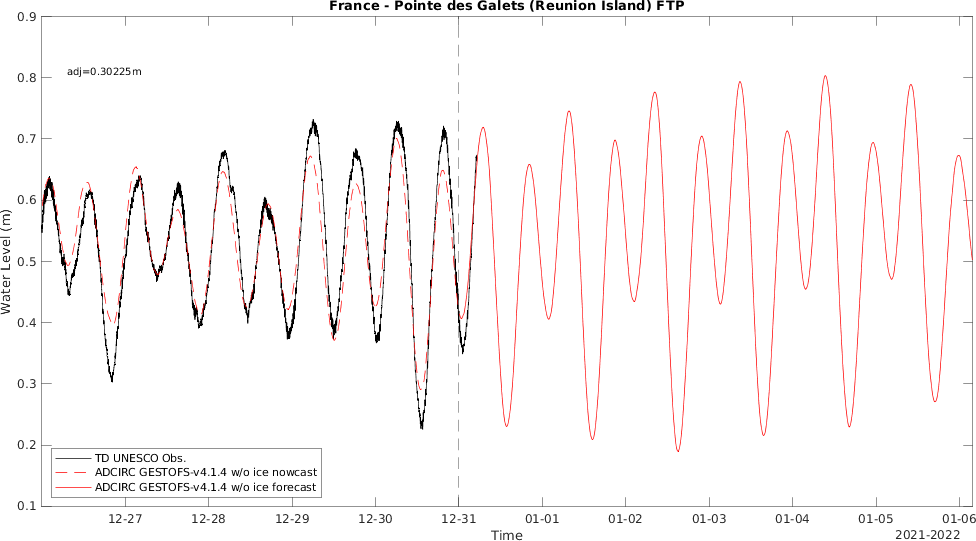 France - Pointe des Galets (Reunion Island) FTP
0.9
0.8
0.7
0.6
0.5
0.4
0.3
0.2
0.1
Water Level (m)
adj=0.30225m
TD UNESCO Obs.
ADCIRC GESTOFS-v4.1.4 w/o ice nowcast
ADCIRC GESTOFS-v4.1.4 w/o ice forecast
12-27 12-28 12-29 12-30 12-31 01-01 01-02 01-03 01-04 01-05 01-06
Time
2021-2022